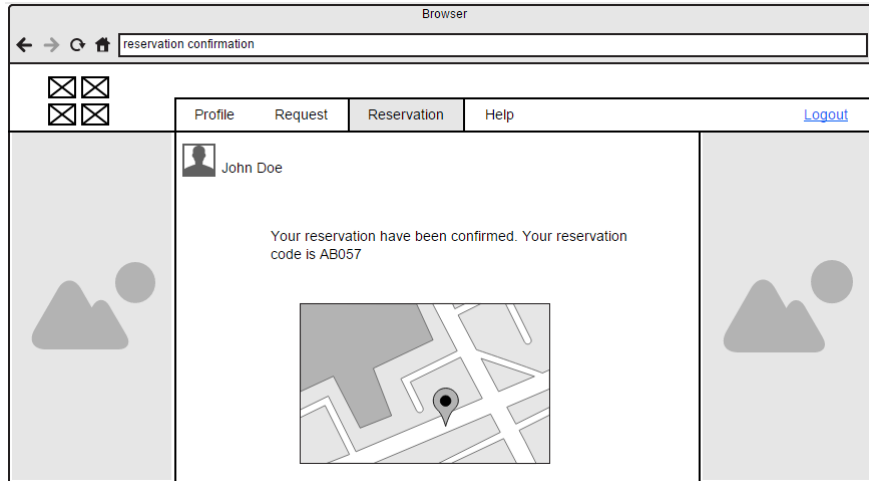 Browser
reservation confirmation
Profile Request Reservation Help Logout
John Doe
Your reservation have been confirmed. Your reservation
code is AB057